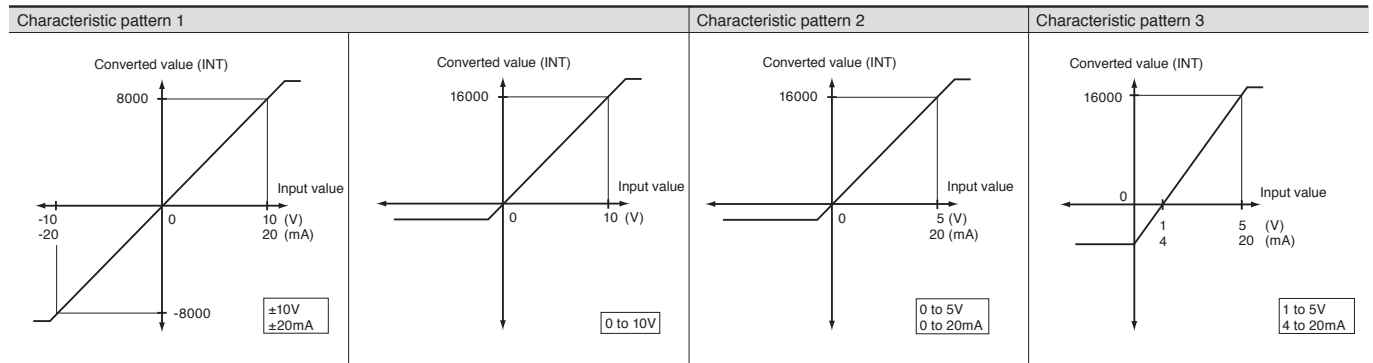 Characteristic pattern 1
Characteristic pattern 2
Characteristic pattern 3
Converted value (INT)
8000
Input value
-10
0
10 (V)
-20
20 (mA)
-8000
±10V
±20mA
Converted value (INT)
16000
Input value
0
10 (V)
0 to 10V
Converted value (INT)
16000
Input value
0
5 (V)
20 (mA)
0 to 5V
0 to 20mA
Converted value (INT)
16000
0
Input value
1
5
(V)
4
20 (mA)
1 to 5V
4 to 20mA